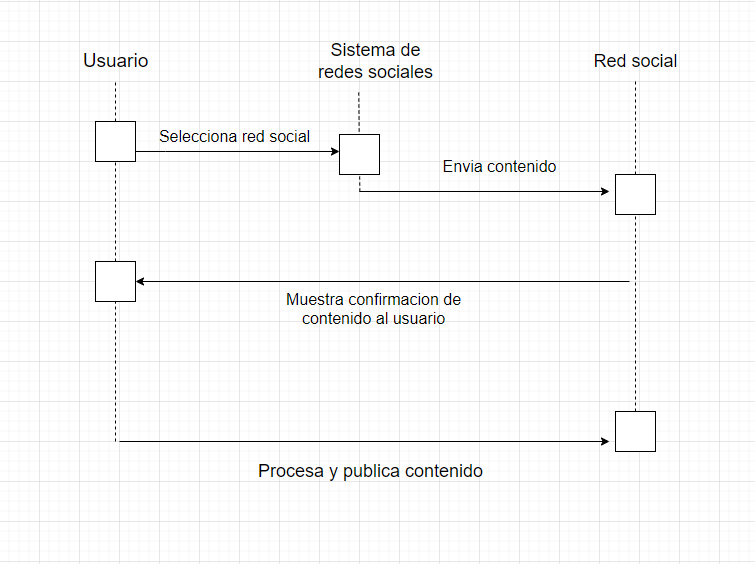 Usuario
Sistema de
redes sociales
Red social
Selecciona red social
Envia contenido
Muestra confirmacion de
contenido al usuario
Procesa y publica contenido